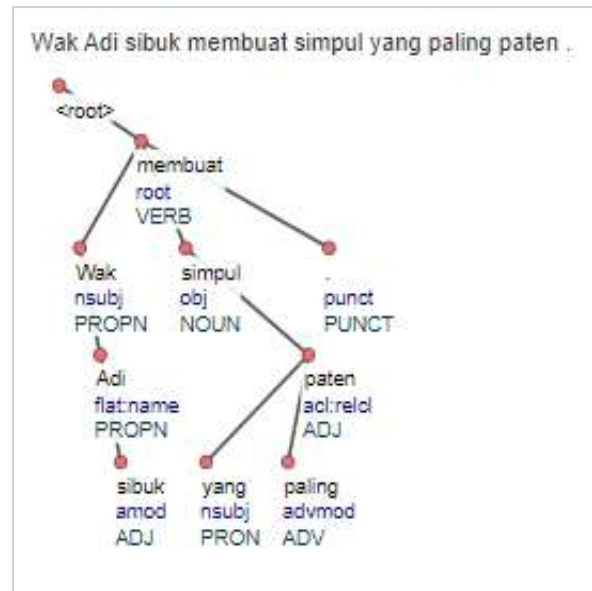 Wak Adi sibuk membuat simpul yang paling paten .
<root>
membuat
root
VERB
Wak simpul .
nsubj obj punct
PROPN NOUN PUNCT
Adi paten
flat:name acl:relcl
PROPN ADJ
sibuk yang paling
amod nsubj advmod
ADJ PRON ADV